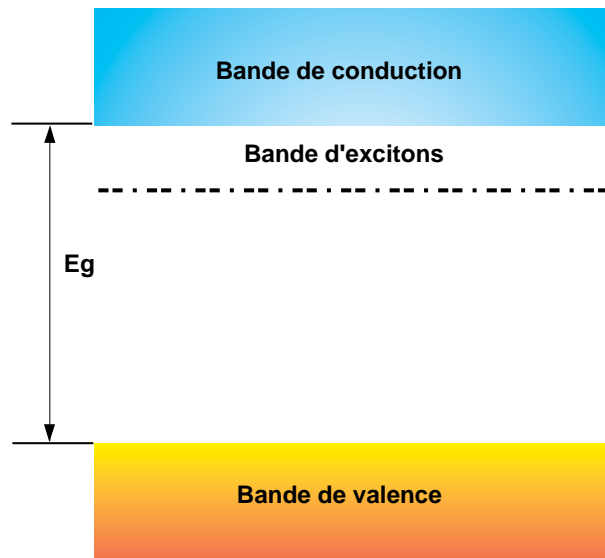 Bande de conduction
Bande d'excitons
Eg
Bande de valence